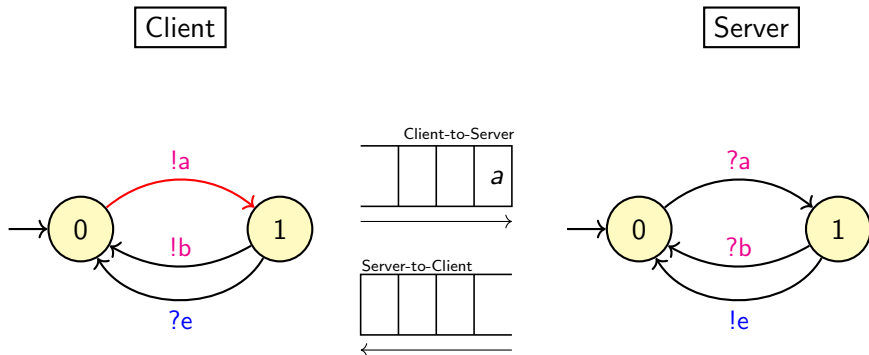 Client
Server
Client-to-Server
!a
a
?a
0
1
0
1
!b
?b
Server-to-Client
?e
!e